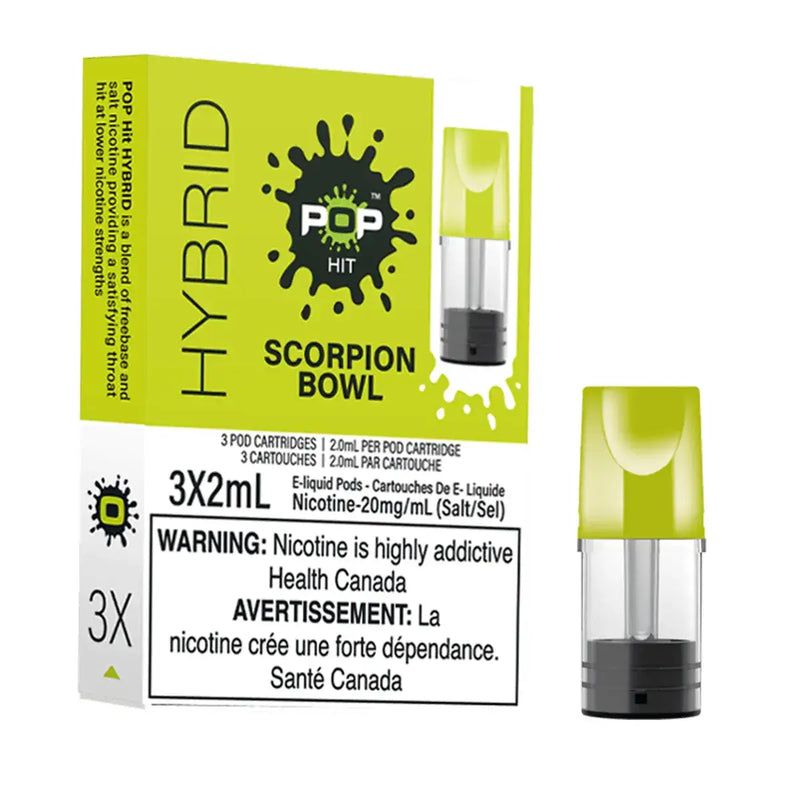 POP Hit HYBRID is a blend of freebase and
salt nicotine providing a satisfying throat
hit at lower nicotine strengths
HYBRID
POP™
HIT
SCORPION
BOWL
3 POD CARTRIDGES | 2.0mL PER POD CARTRIDGE
3 CARTOUCHES | 2.0mL PAR CARTOUCHE
3X2mL
E-liquid Pods - Cartouches De E- Liquide
Nicotine-20mg/mL (Salt/Sel)
WARNING: Nicotine is highly addictive
Health Canada
AVERTISSEMENT: La
nicotine crée une forte dépendance.
Santé Canada
O
3X